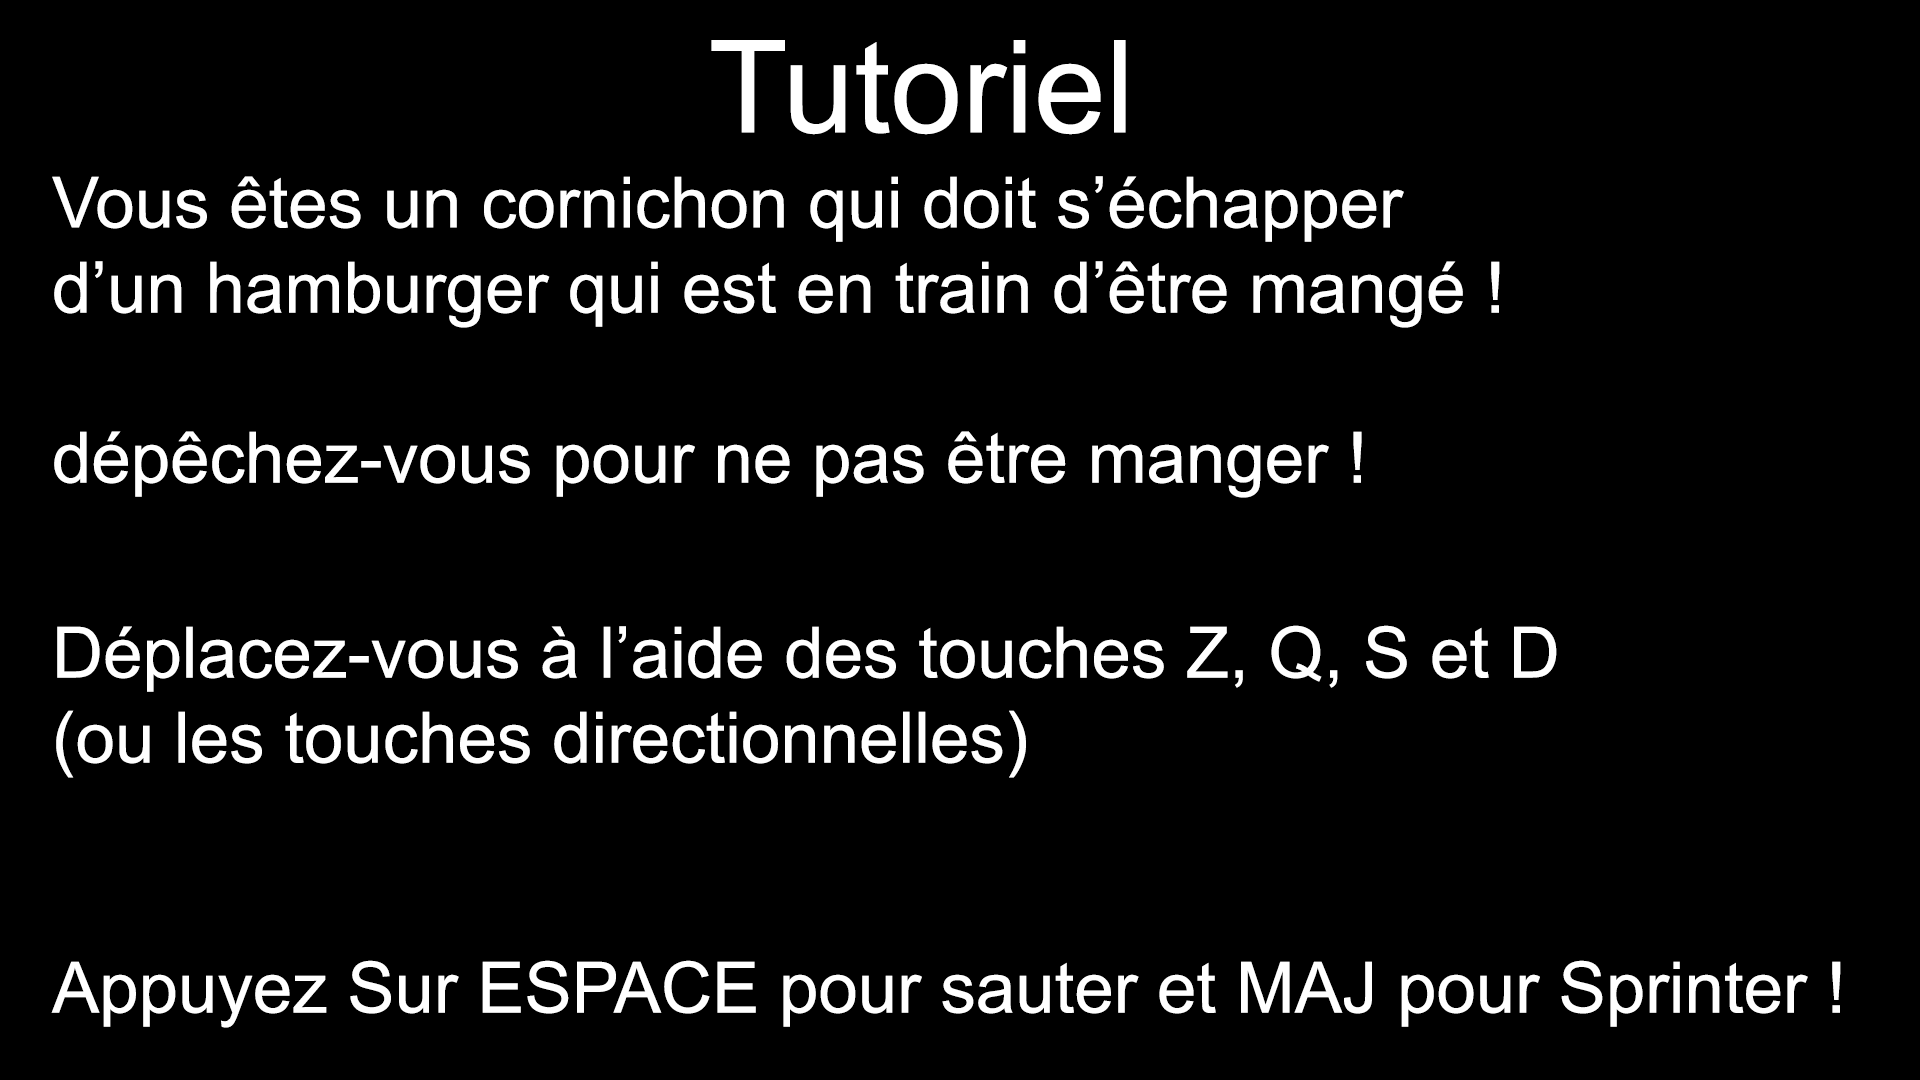 Tutoriel
Vous êtes un cornichon qui doit s’échapper
d’un hamburger qui est en train d’être mangé !
dépêchez-vous pour ne pas être manger !
Déplacez-vous à l’aide des touches Z, Q, S et D
(ou les touches directionnelles)
Appuyez Sur ESPACE pour sauter et MAJ pour Sprinter !